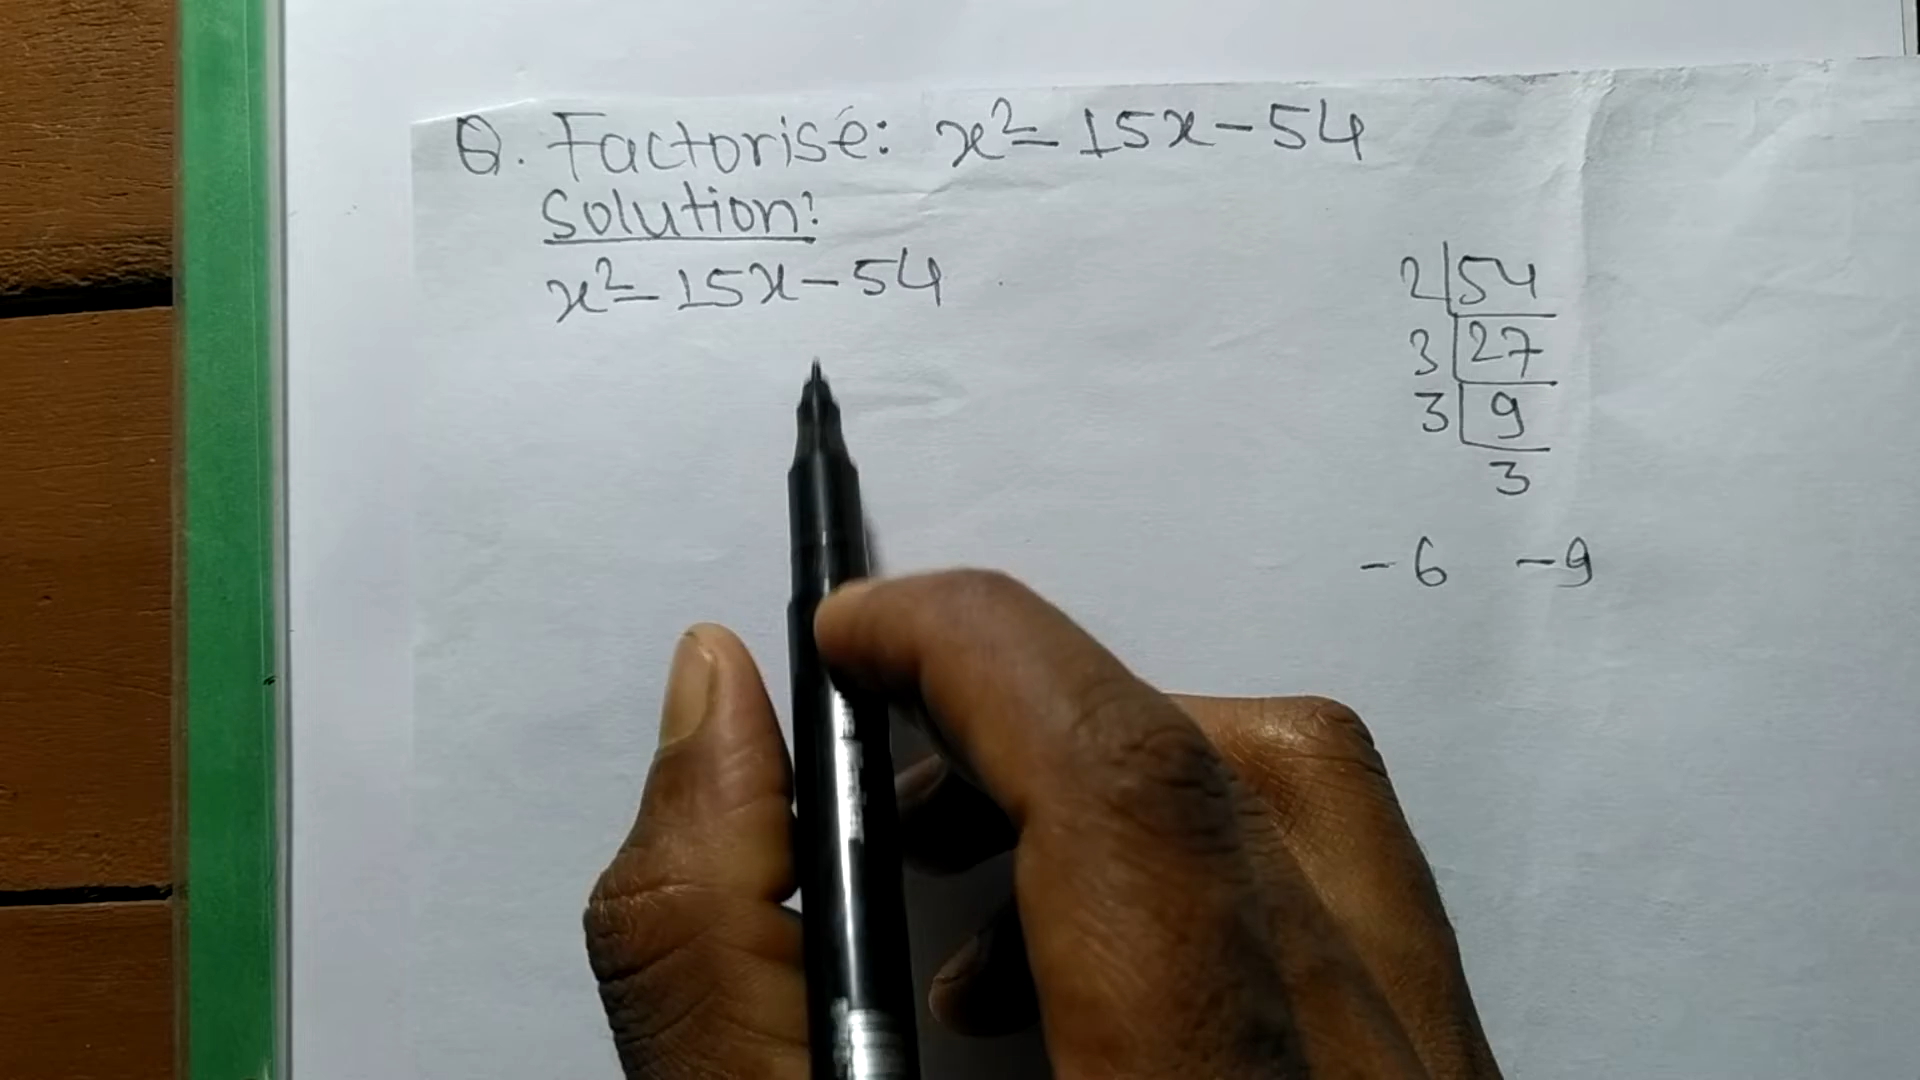 Q. Factorise: x²-15x-54
Solution:
x²-15x-54
2|54
3|27
3|9
3
-6 -9